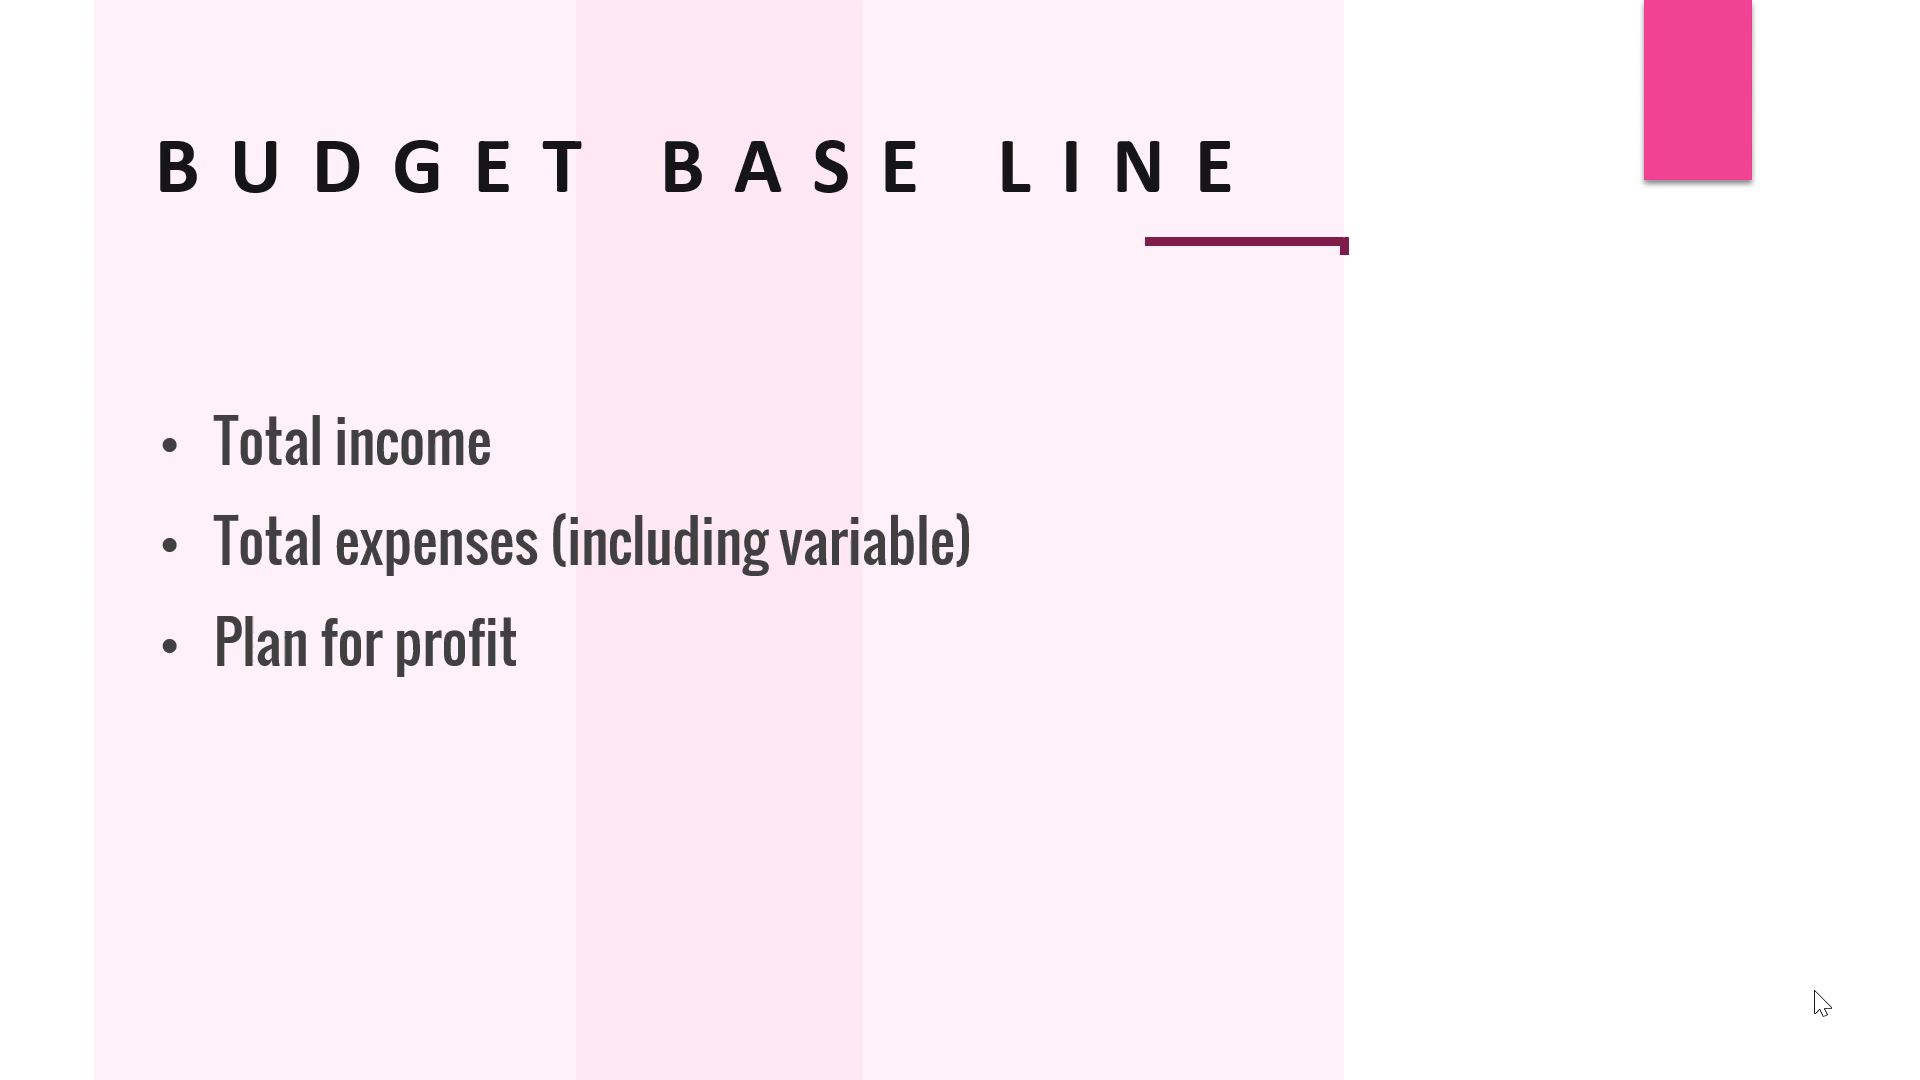 BUDGET BASE LINE
• Total income
• Total expenses (including variable)
• Plan for profit